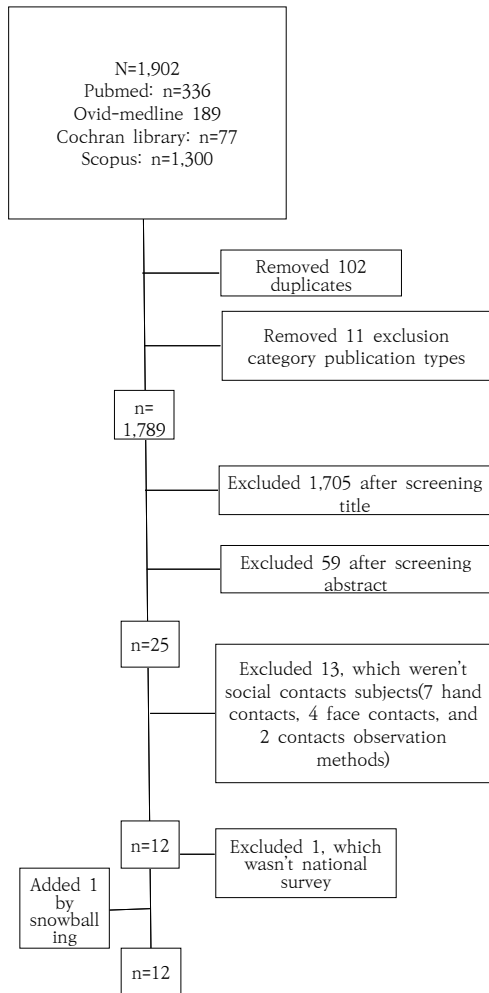 N=1,902
Pubmed: n=336
Ovid-medline 189
Cochran library: n=77
Scopus: n=1,300
Removed 102
duplicates
Removed 11 exclusion
category publication types
n=
1,789
Excluded 1,705 after screening
title
Excluded 59 after screening
abstract
n=25
Excluded 13, which weren't
social contacts subjects(7 hand
contacts, 4 face contacts, and
2 contacts observation
methods)
n=12
Excluded 1, which
wasn't national
survey
Added 1
by
snowball
ing
n=12